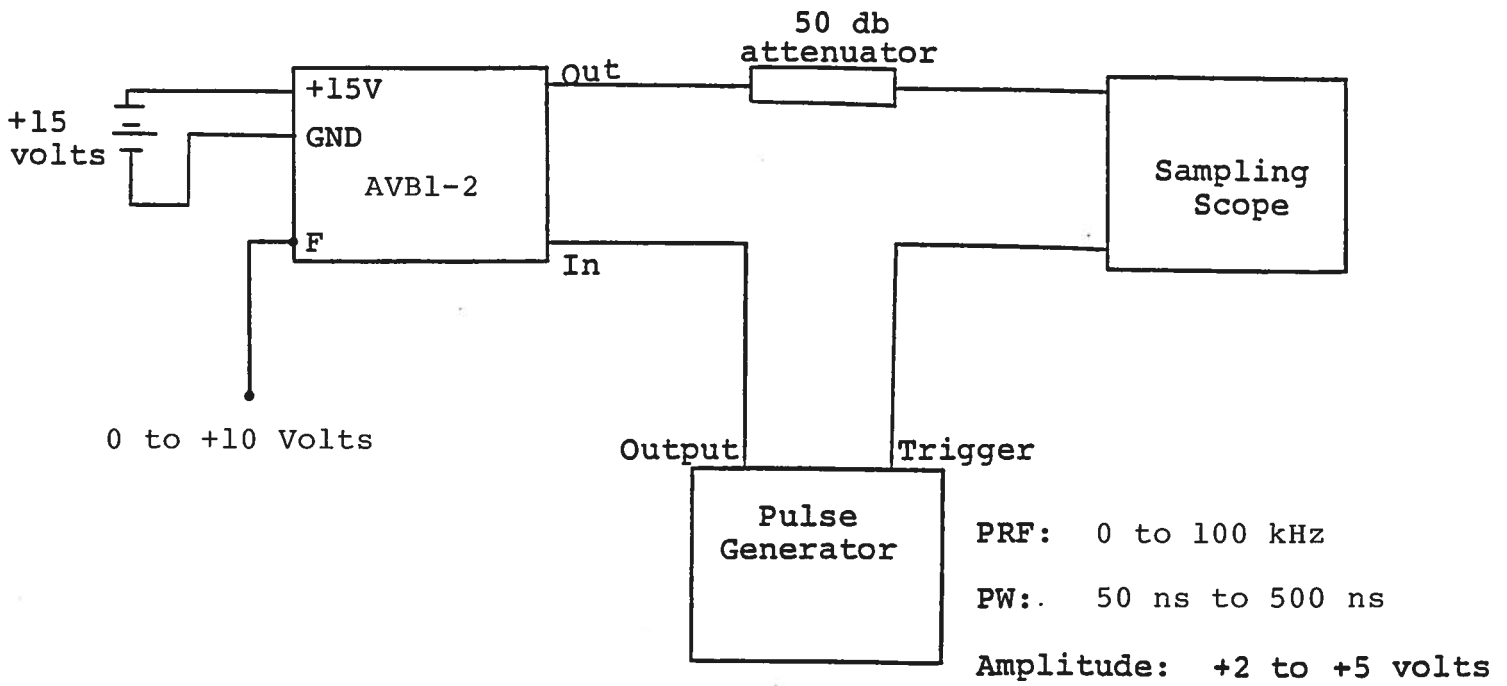 50 db
attenuator
Out
+15V
+15
volts
GND
AVB1-2
Sampling
Scope
F
In
0 to +10 Volts
Output
Trigger
Pulse
Generator
PRF: 0 to 100 kHz
PW: 50 ns to 500 ns
Amplitude: +2 to +5 volts